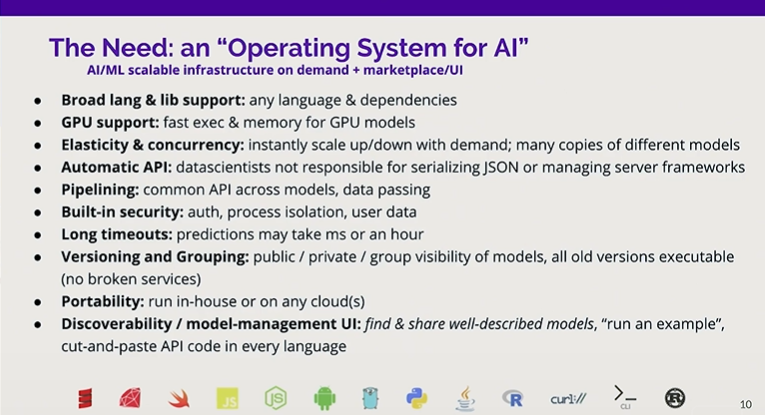 The Need: an “Operating System for AI”
AI/ML scalable infrastructure on demand + marketplace/UI
● Broad lang & lib support: any language & dependencies
● GPU support: fast exec & memory for GPU models
● Elasticity & concurrency: instantly scale up/down with demand; many copies of different models
● Automatic API: datascientists not responsible for serializing JSON or managing server frameworks
● Pipelining: common API across models, data passing
● Built-in security: auth, process isolation, user data
● Long timeouts: predictions may take ms or an hour
● Versioning and Grouping: public / private / group visibility of models, all old versions executable
(no broken services)
● Portability: run in-house or on any cloud(s)
● Discoverability / model-management UI: find & share well-described models, “run an example”,
cut-and-paste API code in every language
JS JS R curl:// >_ CLI R
10